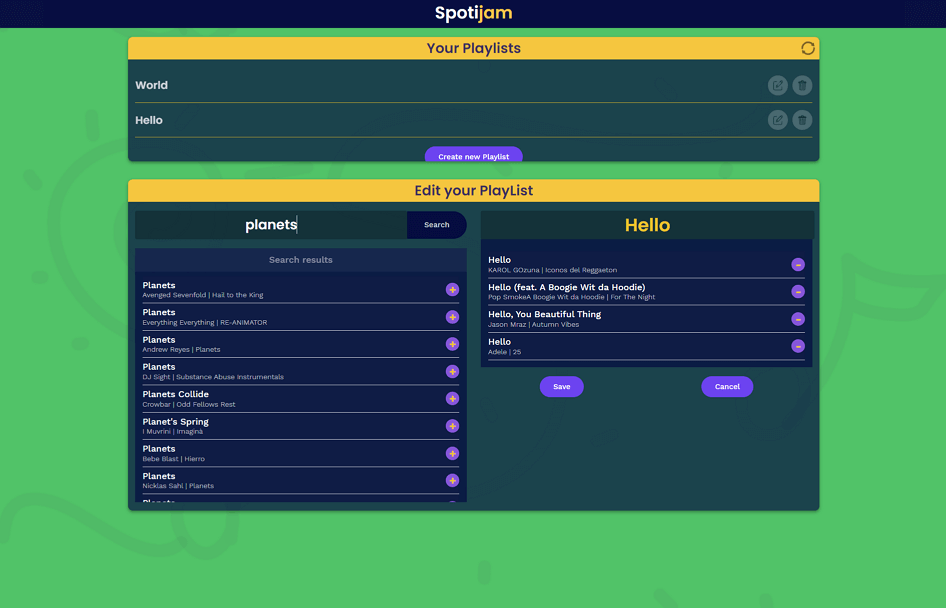 Spotijam
Your Playlists
World
Hello
Create new Playlist
Edit your PlayList
planets
Search
Search results
Planets
Avenged Sevenfold | Hail to the King
Planets
Everything Everything | RE-ANIMATOR
Planets
Andrew Reyes | Planets
Planets
DJ Sight | Substance Abuse Instrumentals
Planets Collide
Crowbar | Odd Fellows Rest
Planet's Spring
I Muvrini | Imaginà
Planets
Bebe Blast | Hierro
Planets
Nicklas Sahl | Planets
Hello
Hello
KAROL GOzuna | Iconos del Reggaeton
Hello (feat. A Boogie Wit da Hoodie)
Pop SmokeA Boogie Wit da Hoodie | For The Night
Hello, You Beautiful Thing
Jason Mraz | Autumn Vibes
Hello
Adele | 25
Save
Cancel